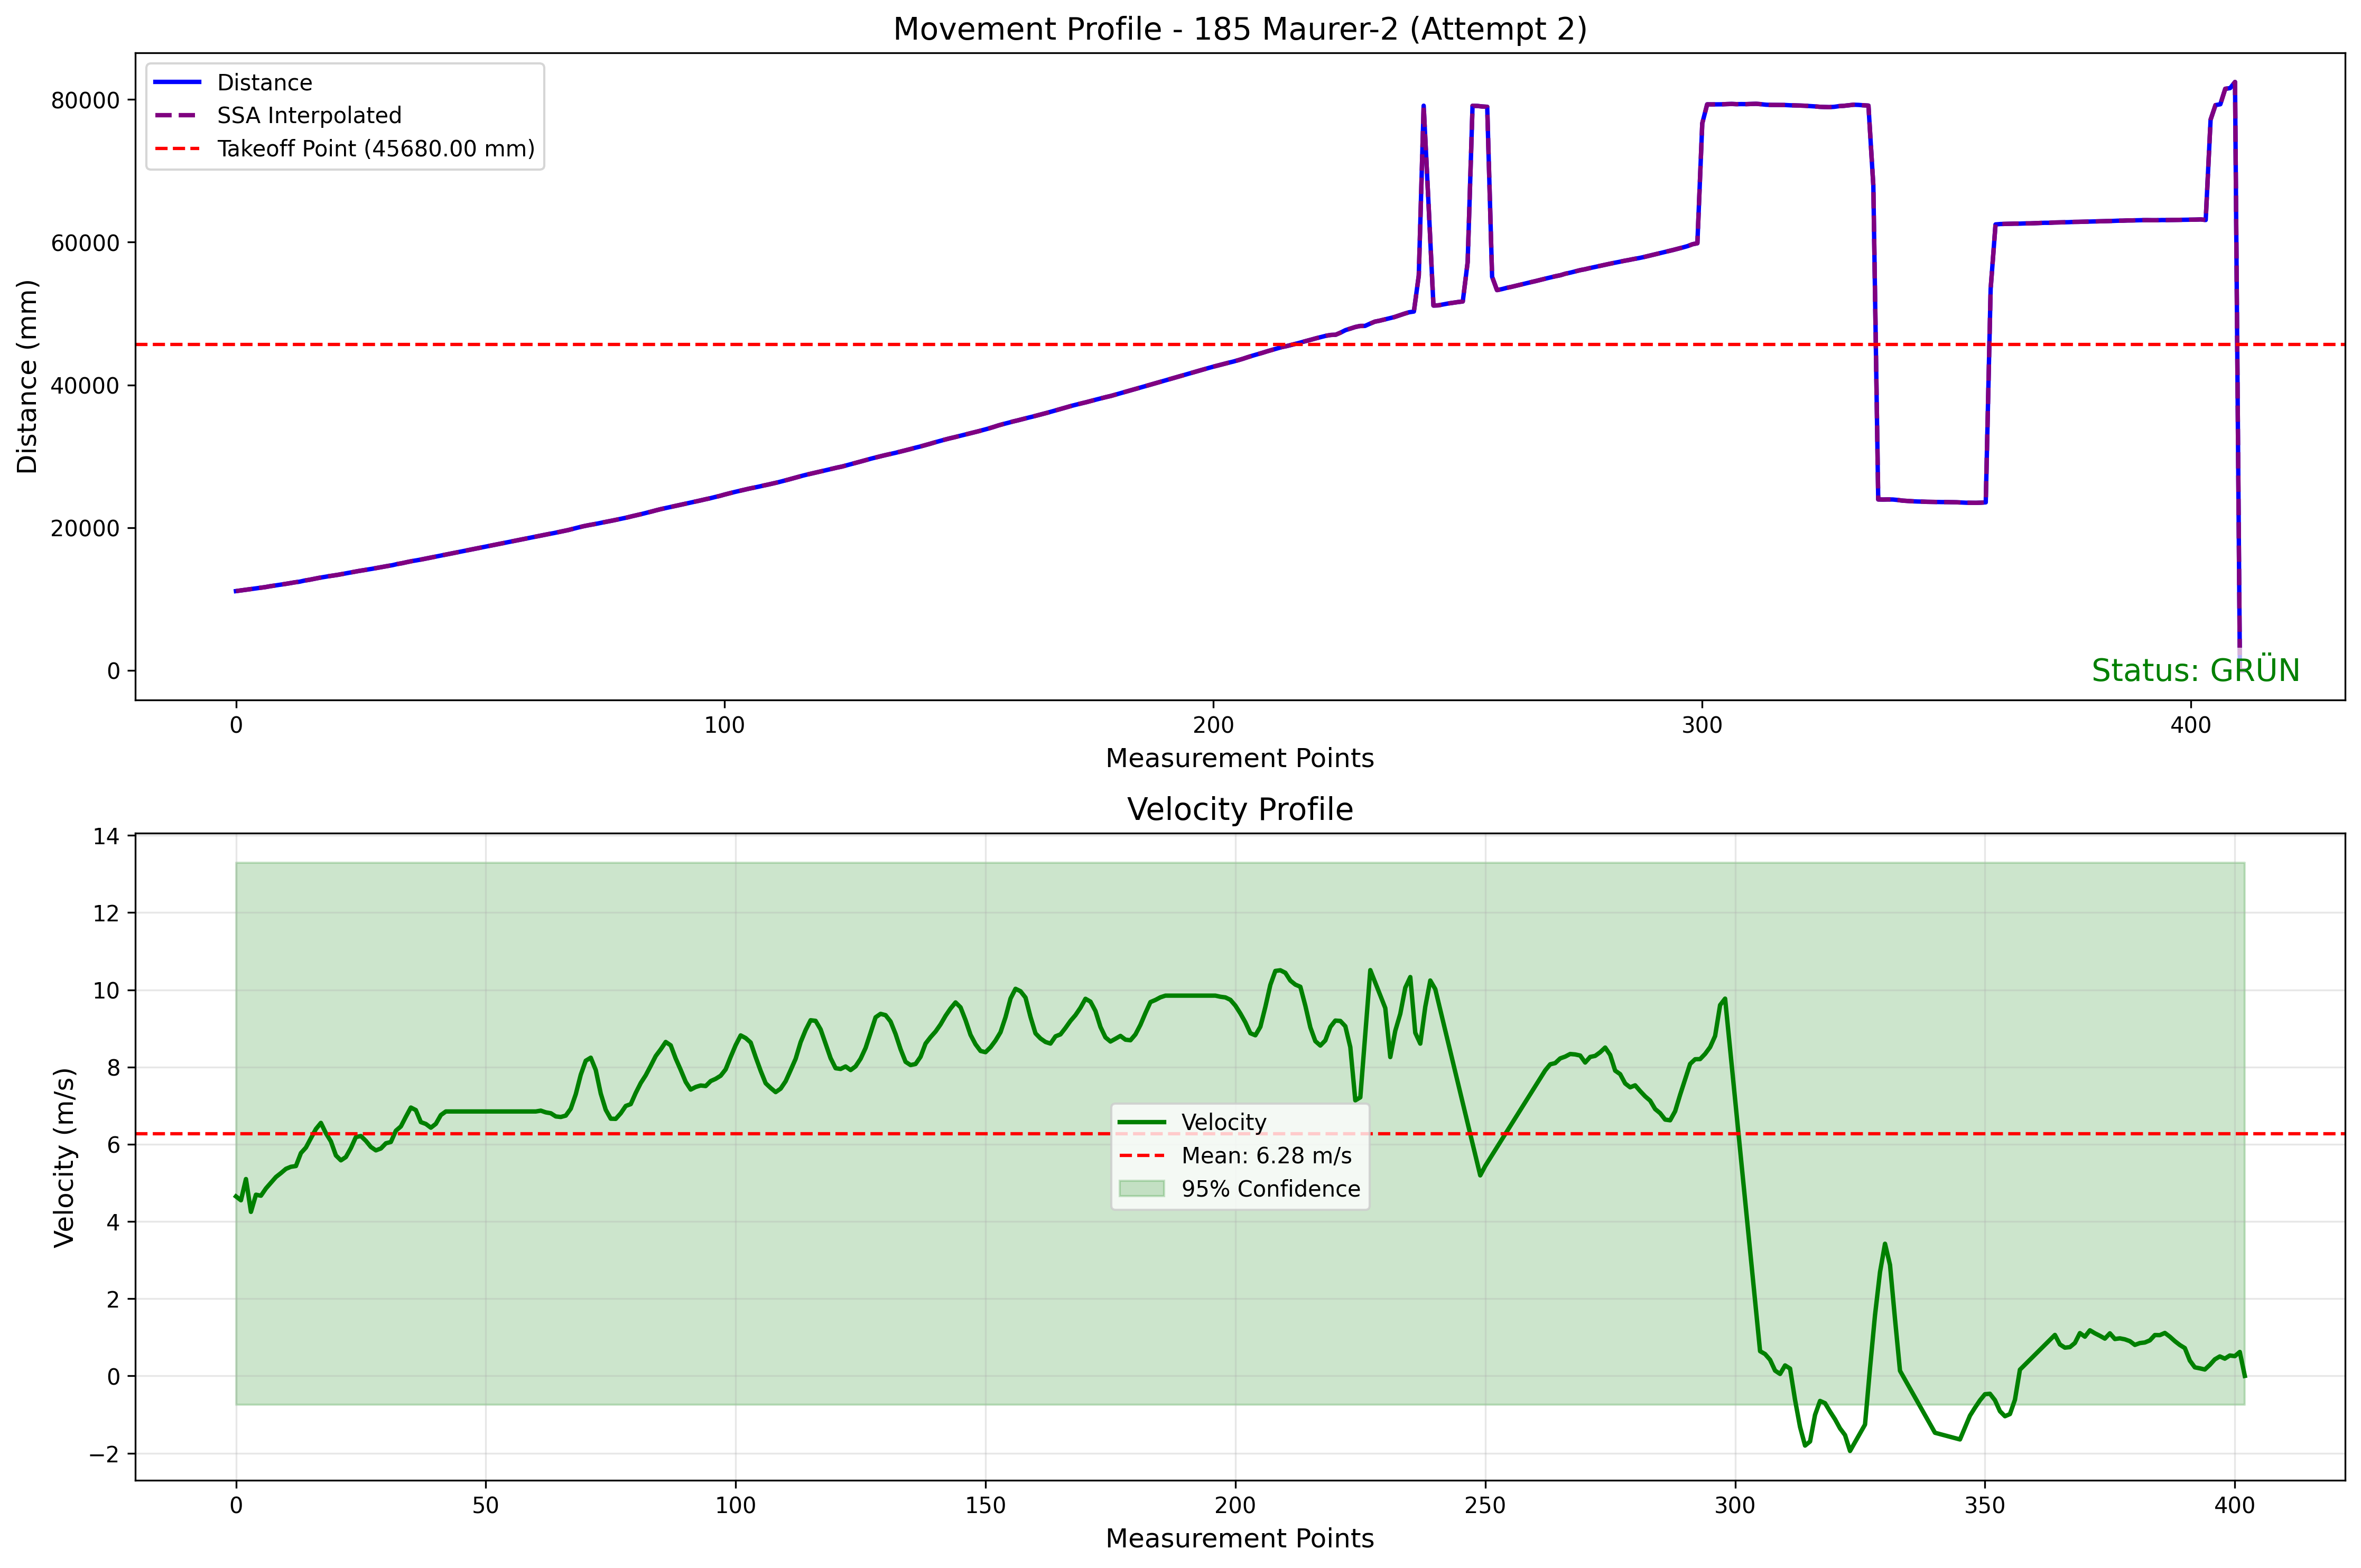 Movement Profile - 185 Maurer-2 (Attempt 2)
Distance
SSA Interpolated
Takeoff Point (45680.00 mm)
Distance (mm)
80000
60000
40000
20000
0
Status: GRÜN
0 100 200 300 400
Measurement Points
Velocity Profile
Velocity (m/s)
14
12
10
8
6
4
2
0
−2
Velocity
Mean: 6.28 m/s
95% Confidence
0 50 100 150 200 250 300 350 400
Measurement Points